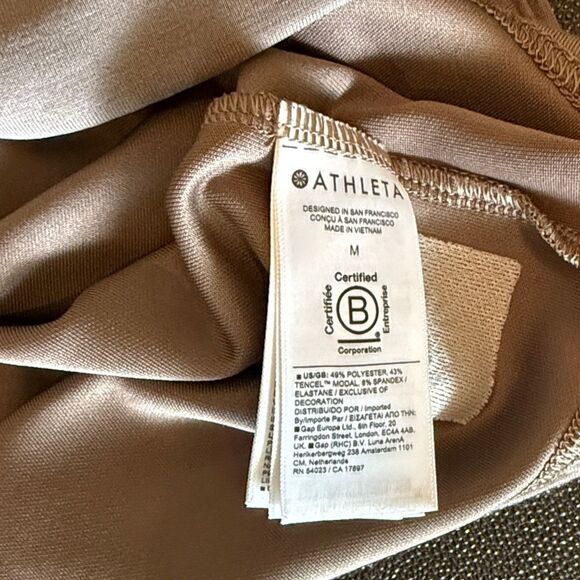 ATHLETA
DESIGNED IN SAN FRANCISCO
CONÇU À SAN FRANCISCO
MADE IN VIETNAM
M
Certified
Certifiée
B
Entreprise
Corporation
US/GB: 49% POLYESTER, 43%
TENCEL™ MODAL, 8% SPANDEX/
ELASTANE / EXCLUSIVE OF
DECORATION
DISTRIBUIDO POR / Imported
By/Importe Par / ΕΙΣΑΓΕΤΑΙ ΑΠΟ ΤΗΝ:
Gap Europe Ltd., 6th Floor, 20
Farringdon Street, London, EC4A 4AB,
UK. Gap (RHC) B.V. Luna ArenA
Herikerbergweg 238 Amsterdam 1101
CM, Netherlands
RN 54023 / CA 17897